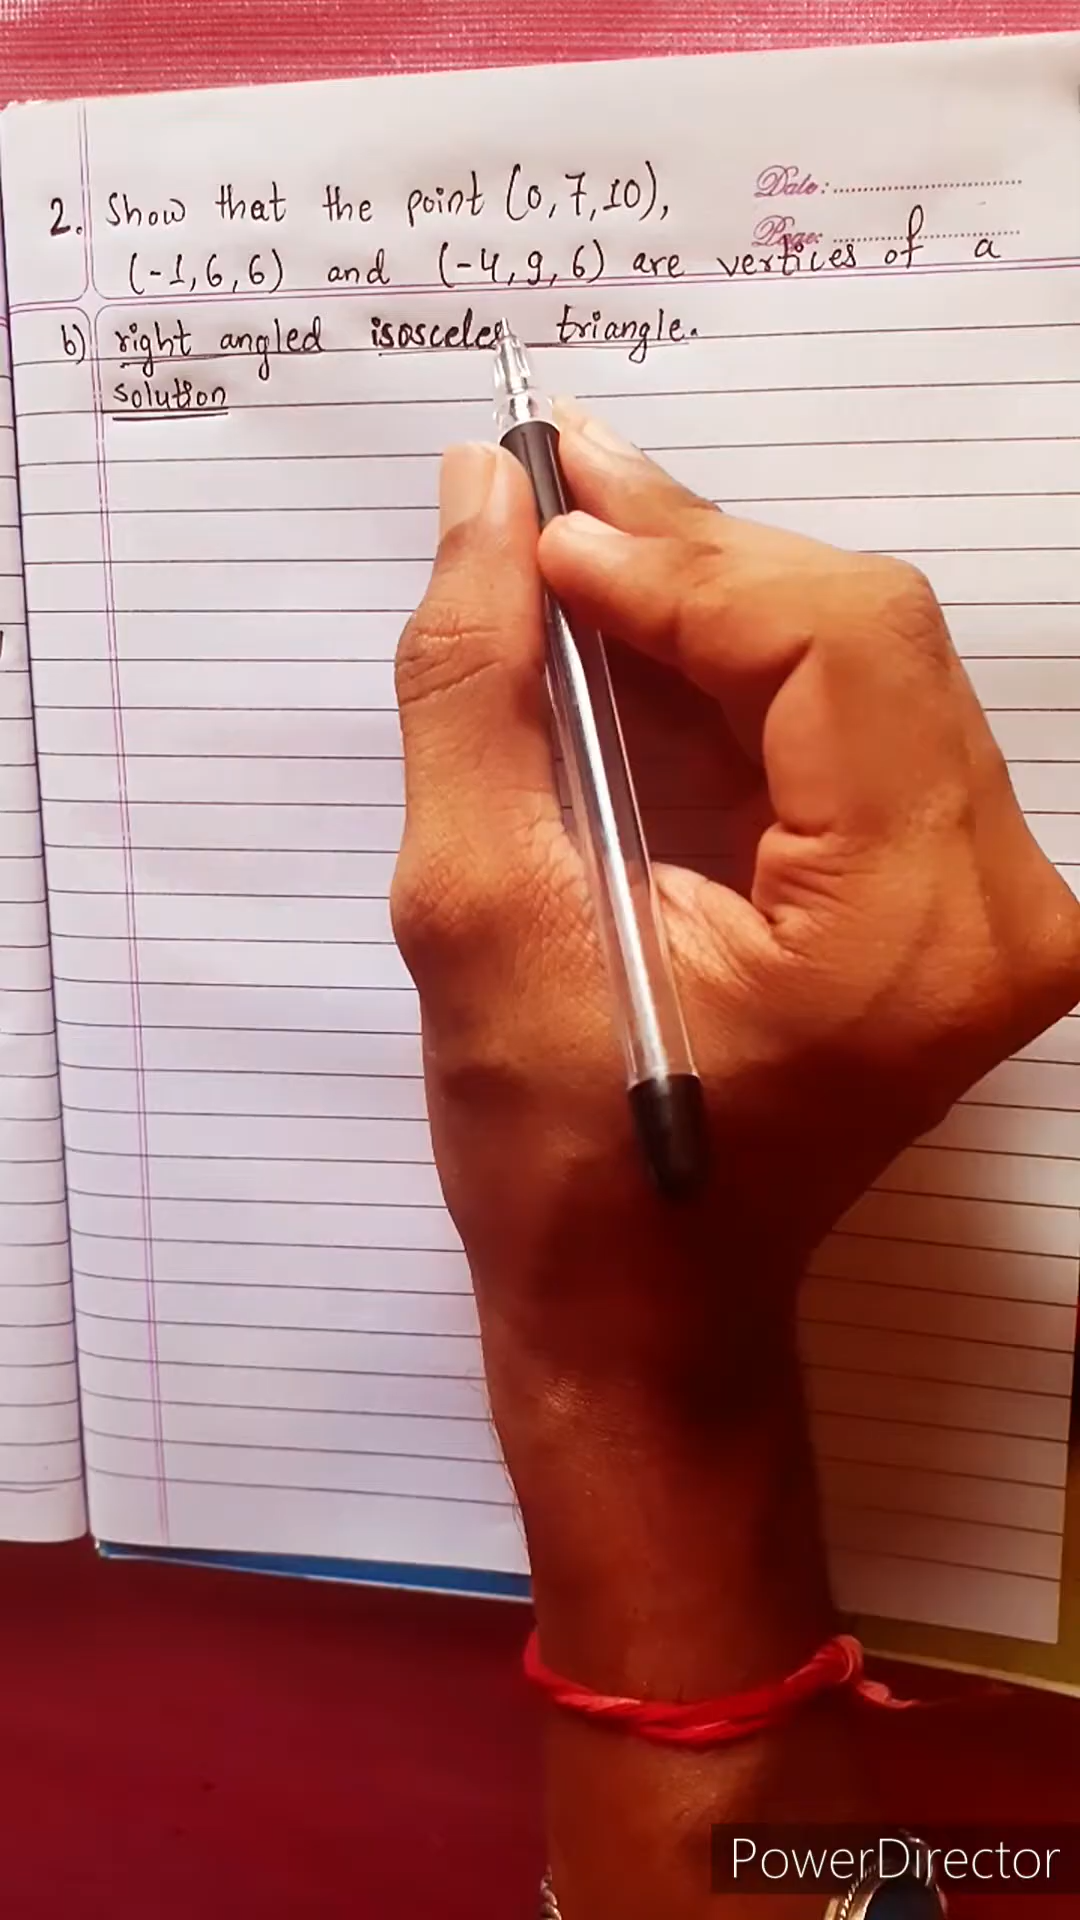 2. Show that the point (0,7,10),
Date:
Page:
(-1,6,6) and (-4,9,6) are vertices of a
b) right angled isosceles triangle.
solution
PowerDirector